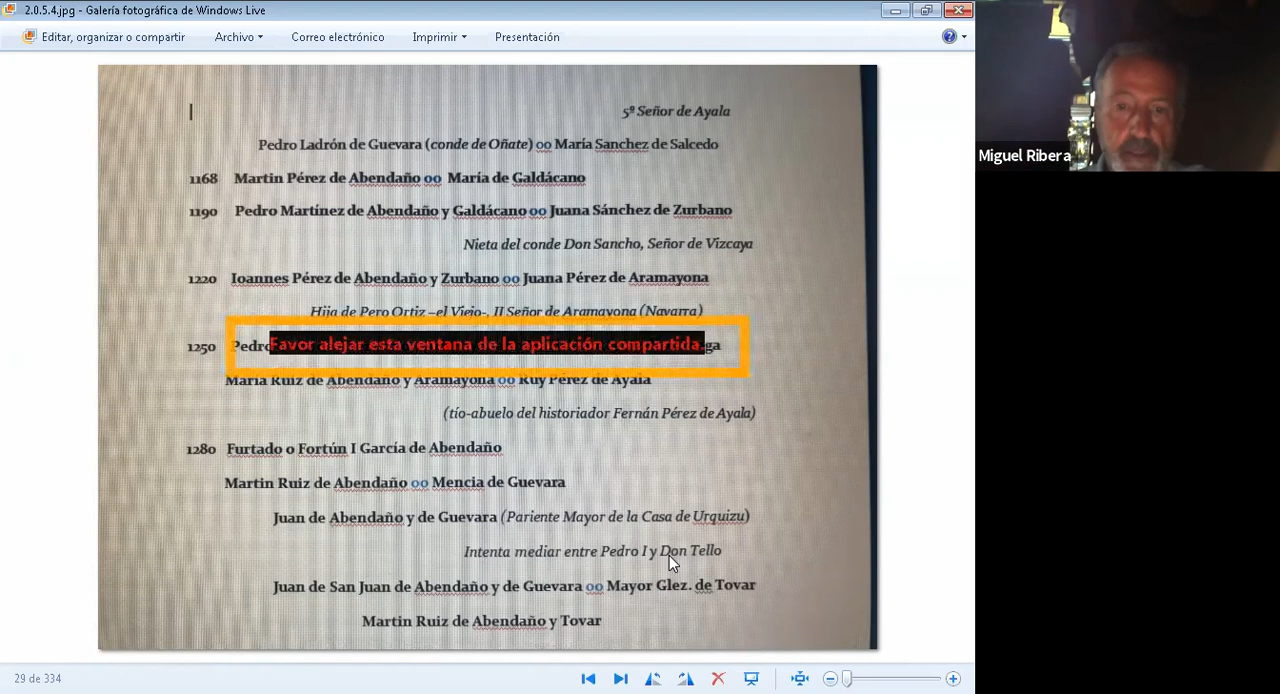 2.0.5.4.jpg - Galería fotográfica de Windows Live
Editar, organizar o compartir Archivo Correo electrónico Imprimir Presentación
5º Señor de Ayala
Pedro Ladrón de Guevara (conde de Oñate) oo María Sanchez de Salcedo
1168 Martin Pérez de Abendaño oo María de Galdácano
1190 Pedro Martínez de Abendaño y Galdácano oo Juana Sánchez de Zurbano
Nieta del conde Don Sancho, Señor de Vizcaya
1220 Ioannes Pérez de Abendaño y Zurbano oo Juana Pérez de Aramayona
Hija de Pero Ortiz –el Viejo-, II Señor de Aramayona (Navarra)
1250 Pedro
Favor alejar esta ventana de la aplicación compartida.
María Ruiz de Abendaño y Aramayona oo Ruy Pérez de Ayala
(tío-abuelo del historiador Fernán Pérez de Ayala)
1280 Furtado o Fortún I García de Abendaño
Martin Ruiz de Abendaño oo Mencia de Guevara
Juan de Abendaño y de Guevara (Pariente Mayor de la Casa de Urquizu)
Intenta mediar entre Pedro I y Don Tello
Juan de San Juan de Abendaño y de Guevara oo Mayor Glez. de Tovar
Martin Ruiz de Abendaño y Tovar
29 de 334
Miguel Ribera